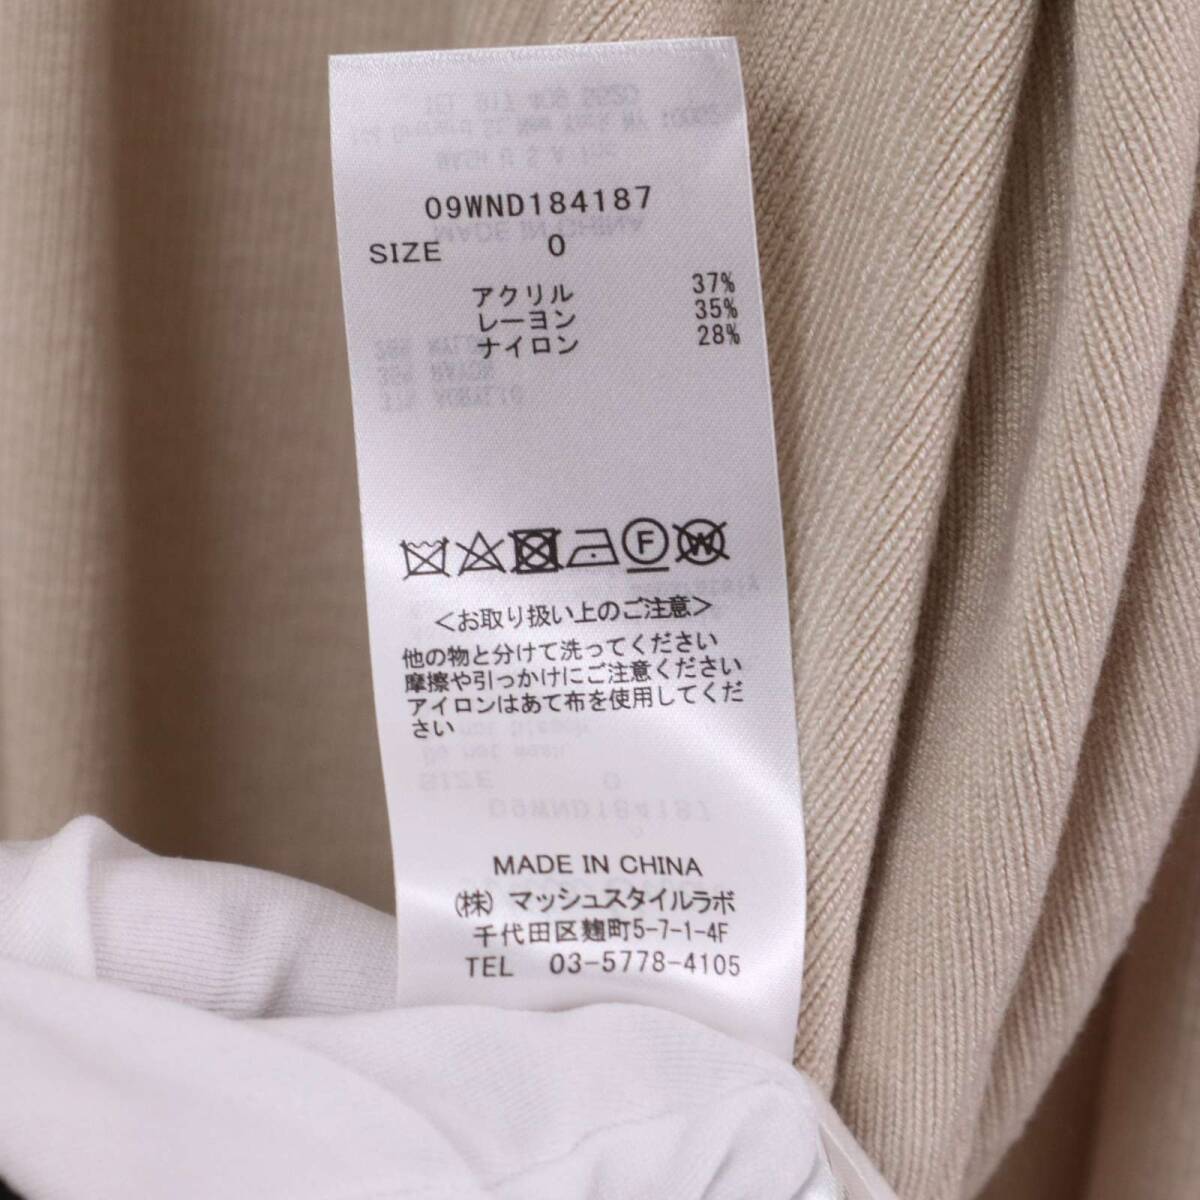 09WND184187
SIZE 0
アクリル 37%
レーヨン 35%
ナイロン 28%
F W
＜お取り扱い上のご注意＞
他の物と分けて洗ってください
摩擦や引っかけにご注意ください
アイロンはあて布を使用してくだ
さい
MADE IN CHINA
(株) マッシュスタイルラボ
千代田区麹町5-7-1-4F
TEL 03-5778-4105